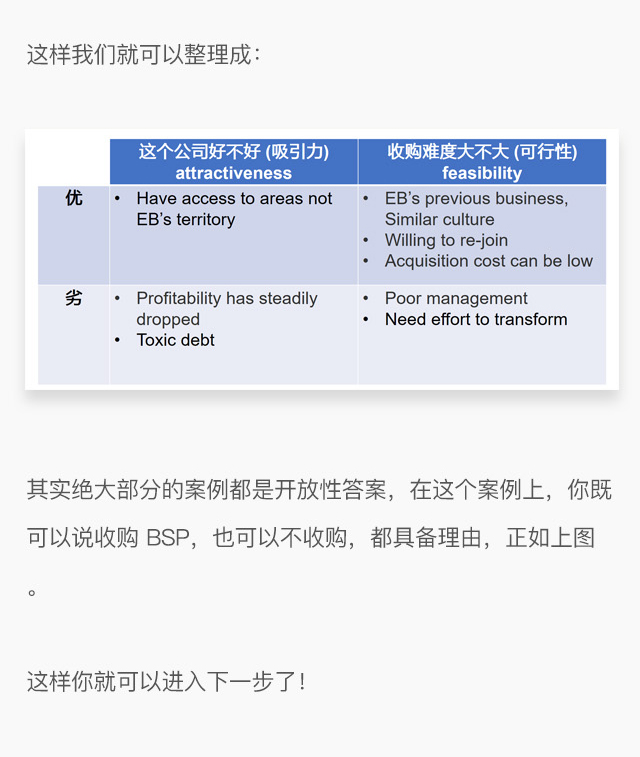 这样我们就可以整理成：
这个公司好不好 (吸引力)
attractiveness
收购难度大不大 (可行性)
feasibility
优
• Have access to areas not
EB’s territory
• EB’s previous business,
Similar culture
• Willing to re-join
• Acquisition cost can be low
劣
• Profitability has steadily
dropped
• Toxic debt
• Poor management
• Need effort to transform
其实绝大部分的案例都是开放性答案，在这个案例上，你既
可以说收购 BSP，也可以不收购，都具备理由，正如上图
。
这样你就可以进入下一步了！